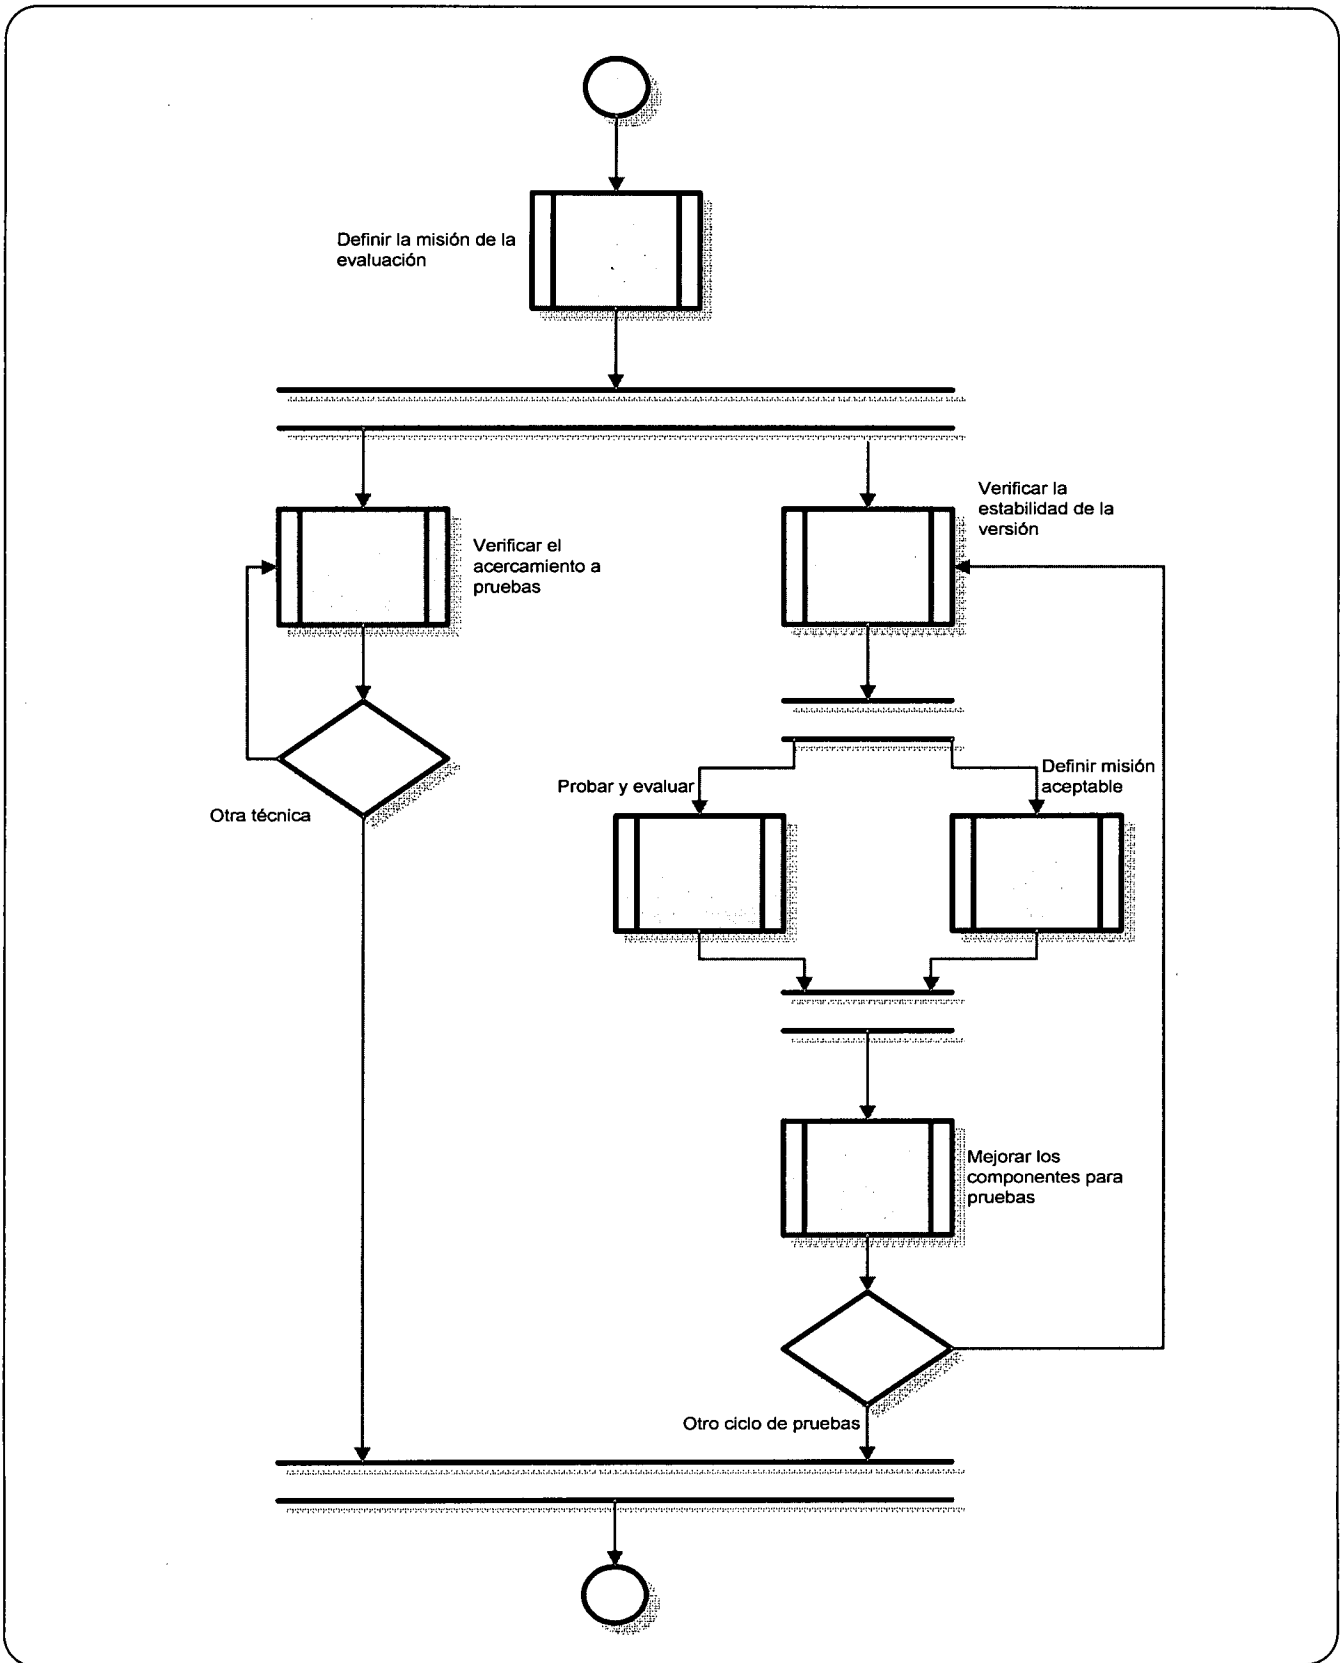 Definir la misión de la
evaluación
Verificar la
estabilidad de la
versión
Verificar el
acercamiento a
pruebas
Definir misión
aceptable
Probar y evaluar
Otra técnica
Mejorar los
componentes para
pruebas
Otro ciclo de pruebas